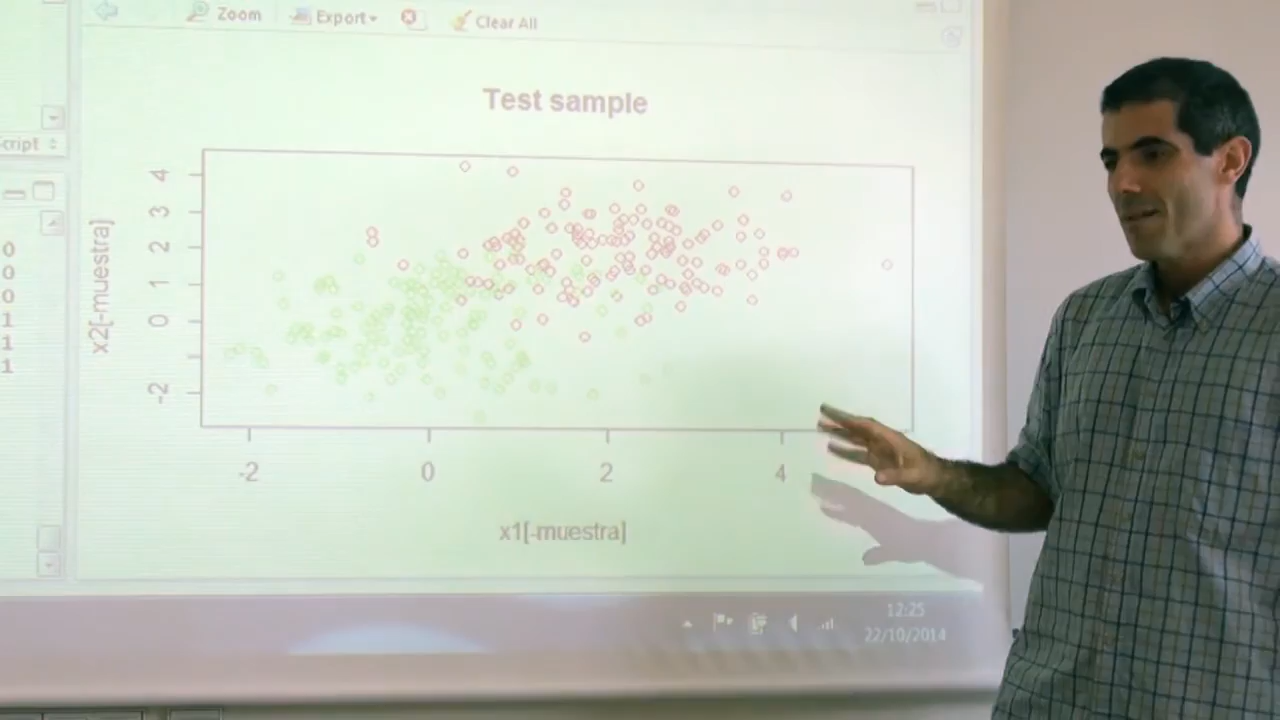 Zoom Export Clear All
Script
Test sample
4
3
2
1
0
-2
x2[-muestra]
0
0
0
1
1
1
-2 0 2 4
x1[-muestra]
12:25
22/10/2014